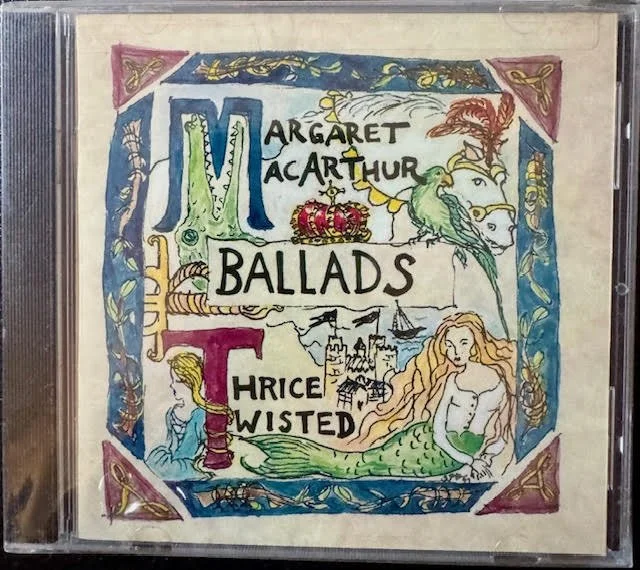 MARGARET
MACARTHUR
BALLADS
THRICE
TWISTED